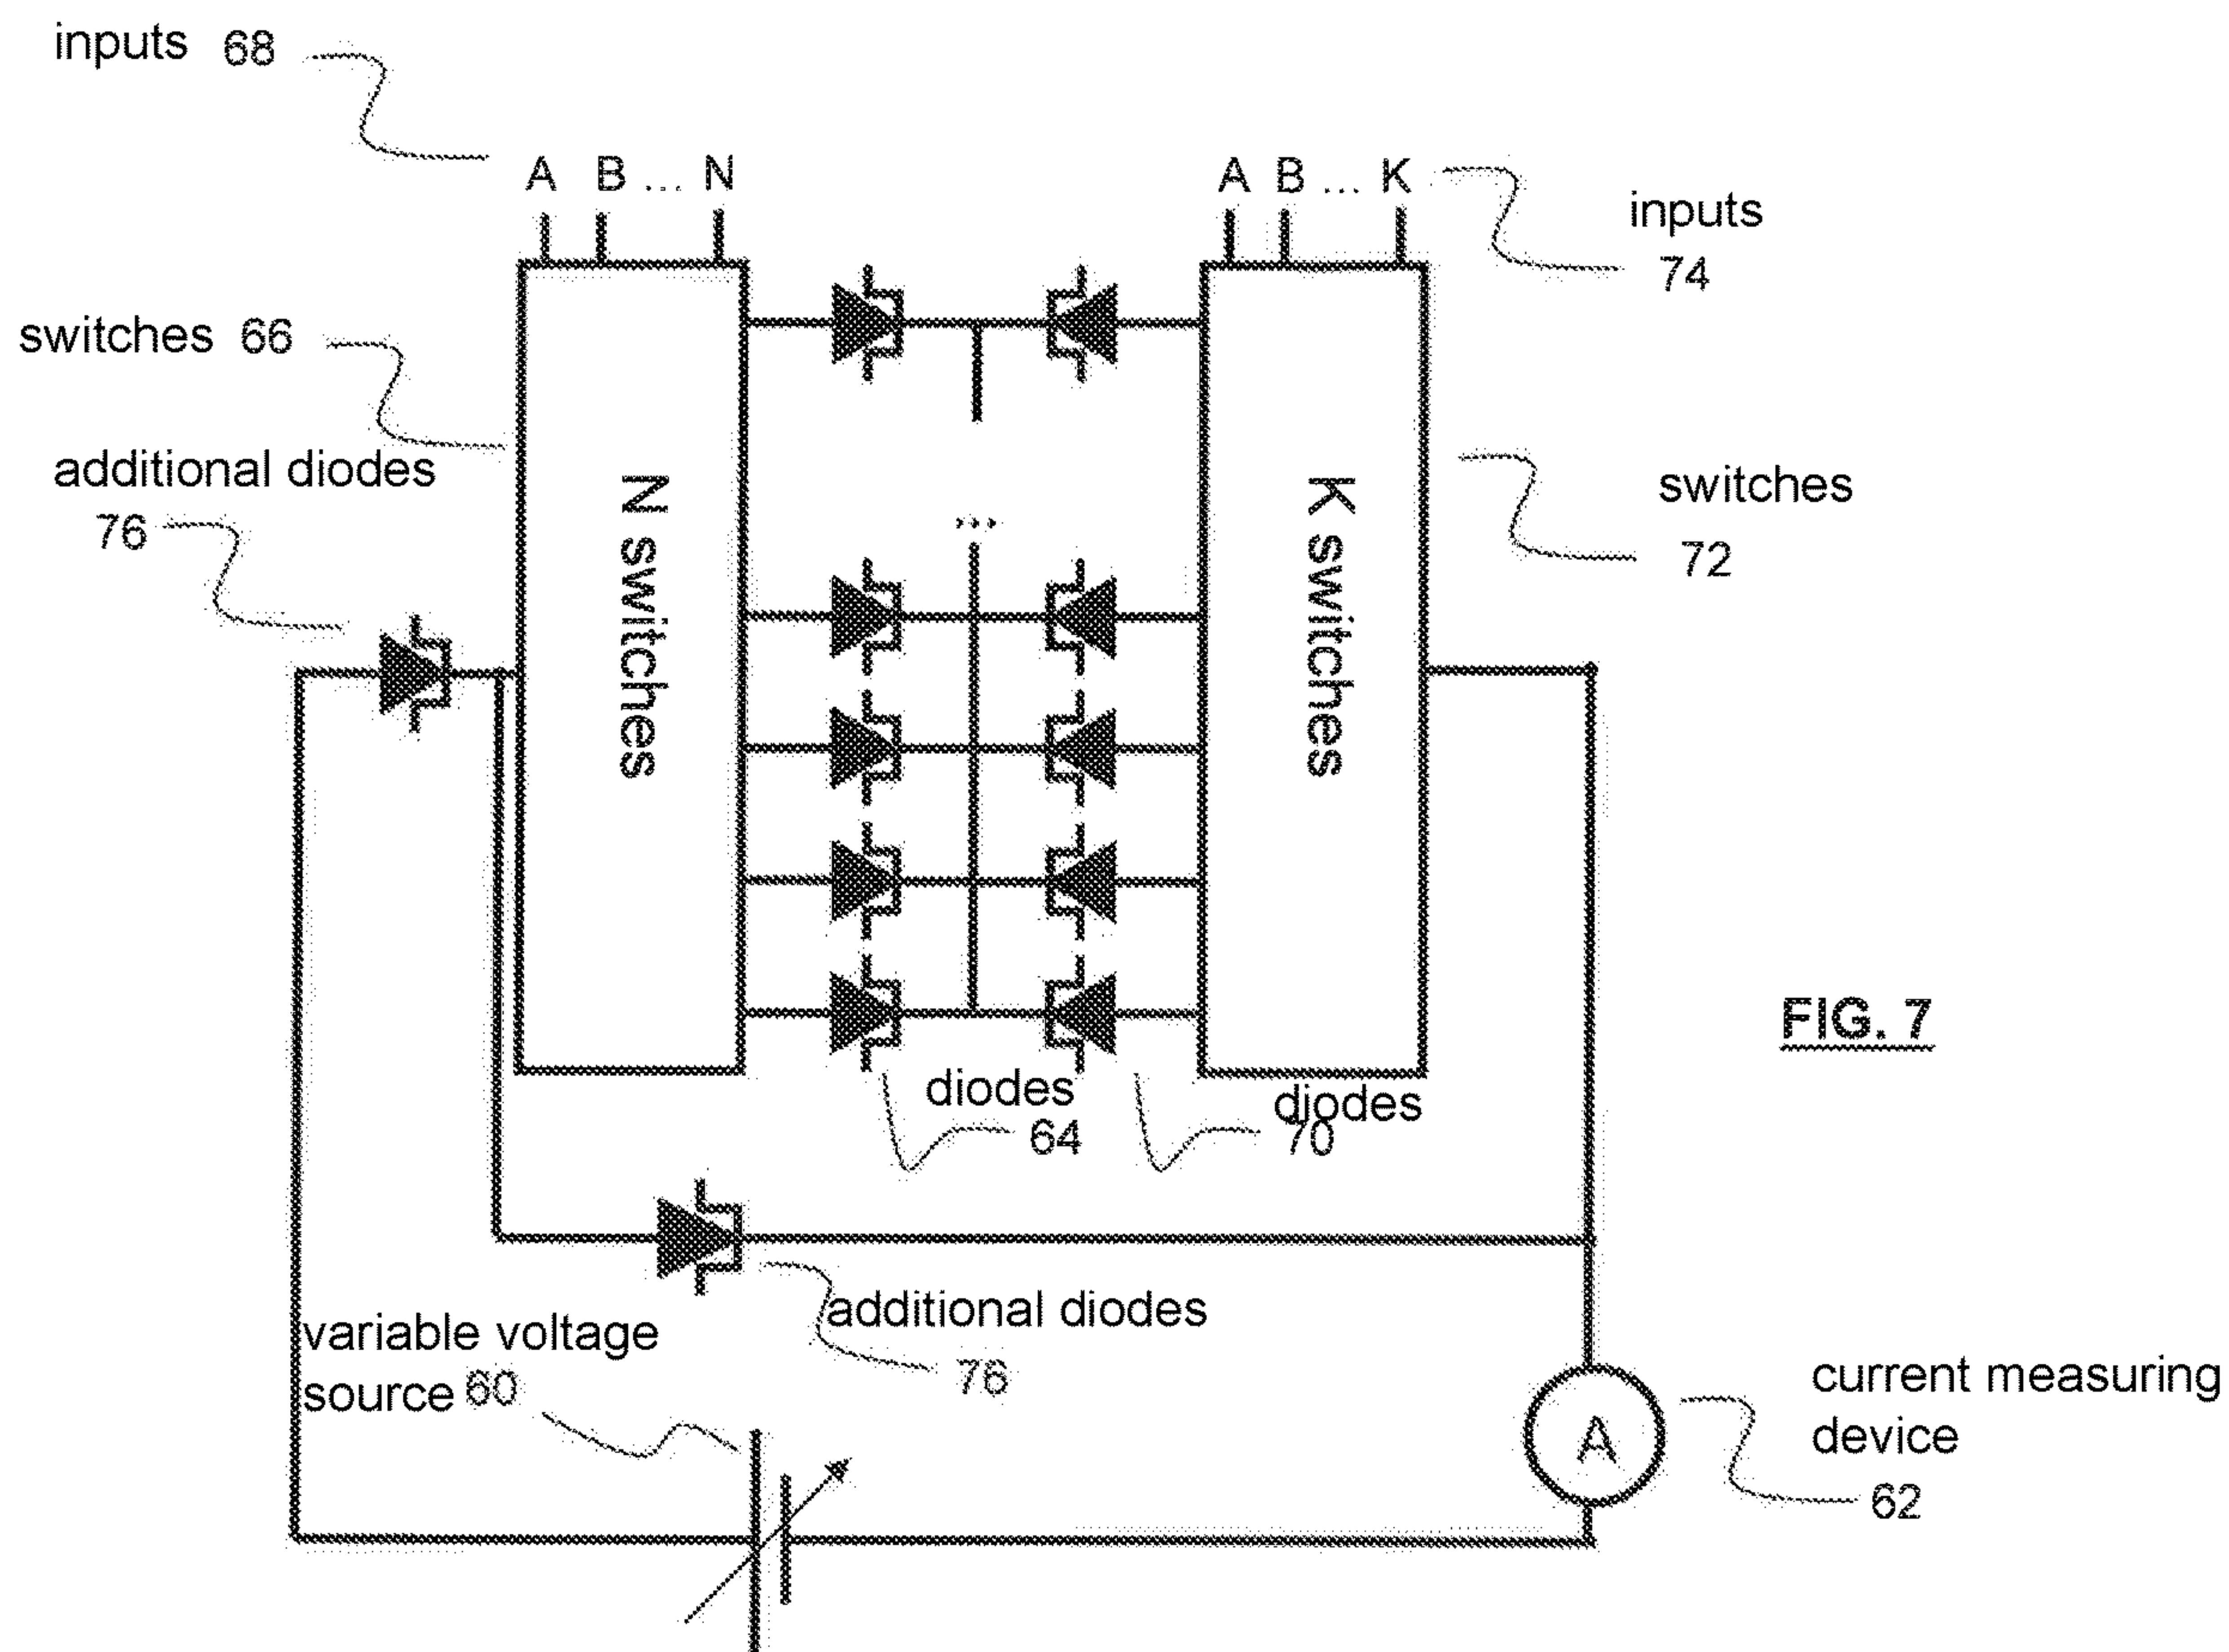 inputs 68
A B ... N
A B ... K
inputs
74
switches 66
additional diodes
76
N switches
K switches
switches
72
...
diodes
64
diodes
70
FIG. 7
additional diodes
76
variable voltage
source 60
A
current measuring
device
62